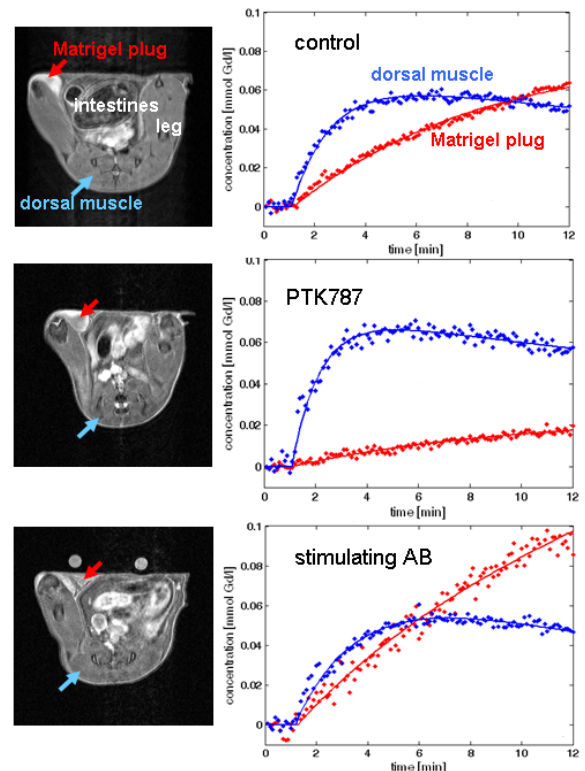 Matrigel plug
intestines
leg
dorsal muscle
control
dorsal muscle
Matrigel plug
concentration [mmol Gd/l]
0.1
0.08
0.06
0.04
0.02
0
2
4
6
8
10
12
time [min]
PTK787
concentration [mmol Gd/l]
0.1
0.08
0.06
0.04
0.02
0
0
2
4
6
8
10
12
time [min]
stimulating AB
concentration [mmol Gd/l]
0.1
0.08
0.06
0.04
0.02
0
0
2
4
6
8
10
12
time [min]